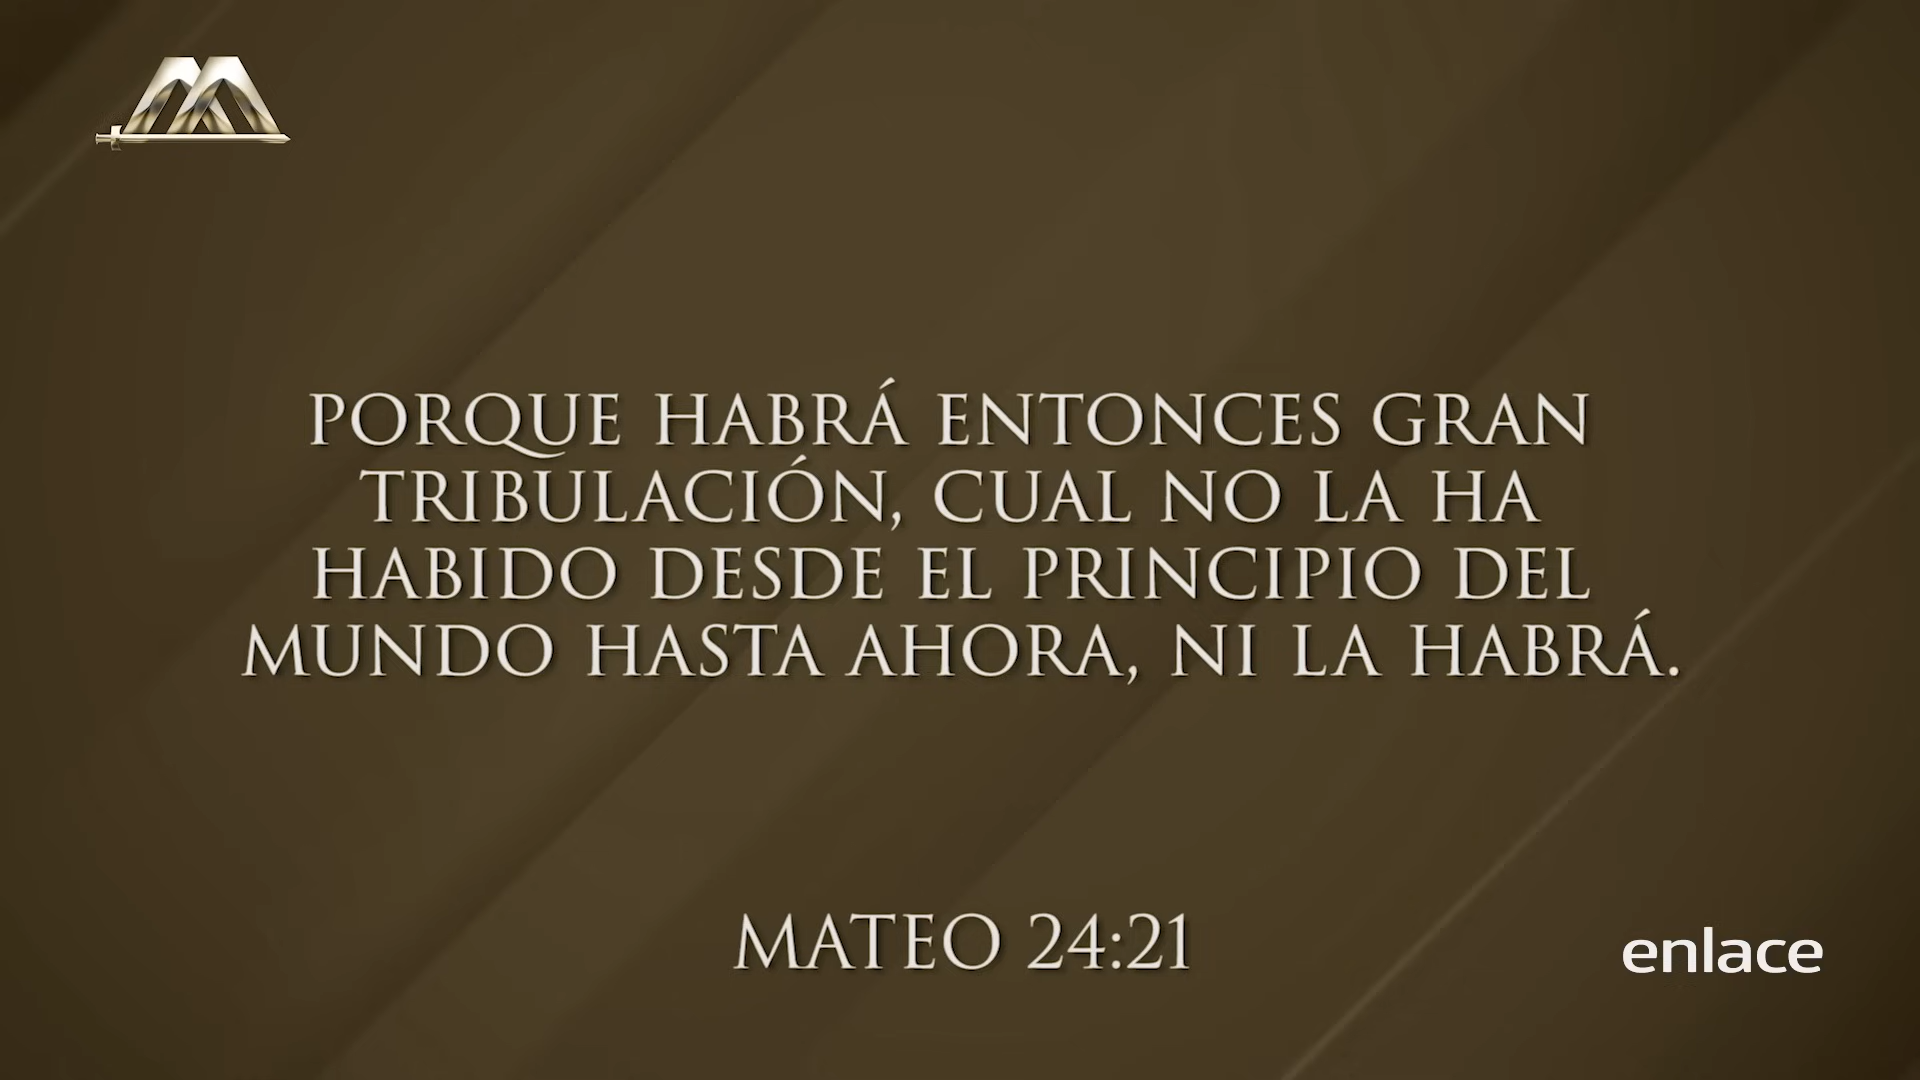 PORQUE HABRÁ ENTONCES GRAN
TRIBULACIÓN, CUAL NO LA HA
HABIDO DESDE EL PRINCIPIO DEL
MUNDO HASTA AHORA, NI LA HABRÁ.
MATEO 24:21
enlace